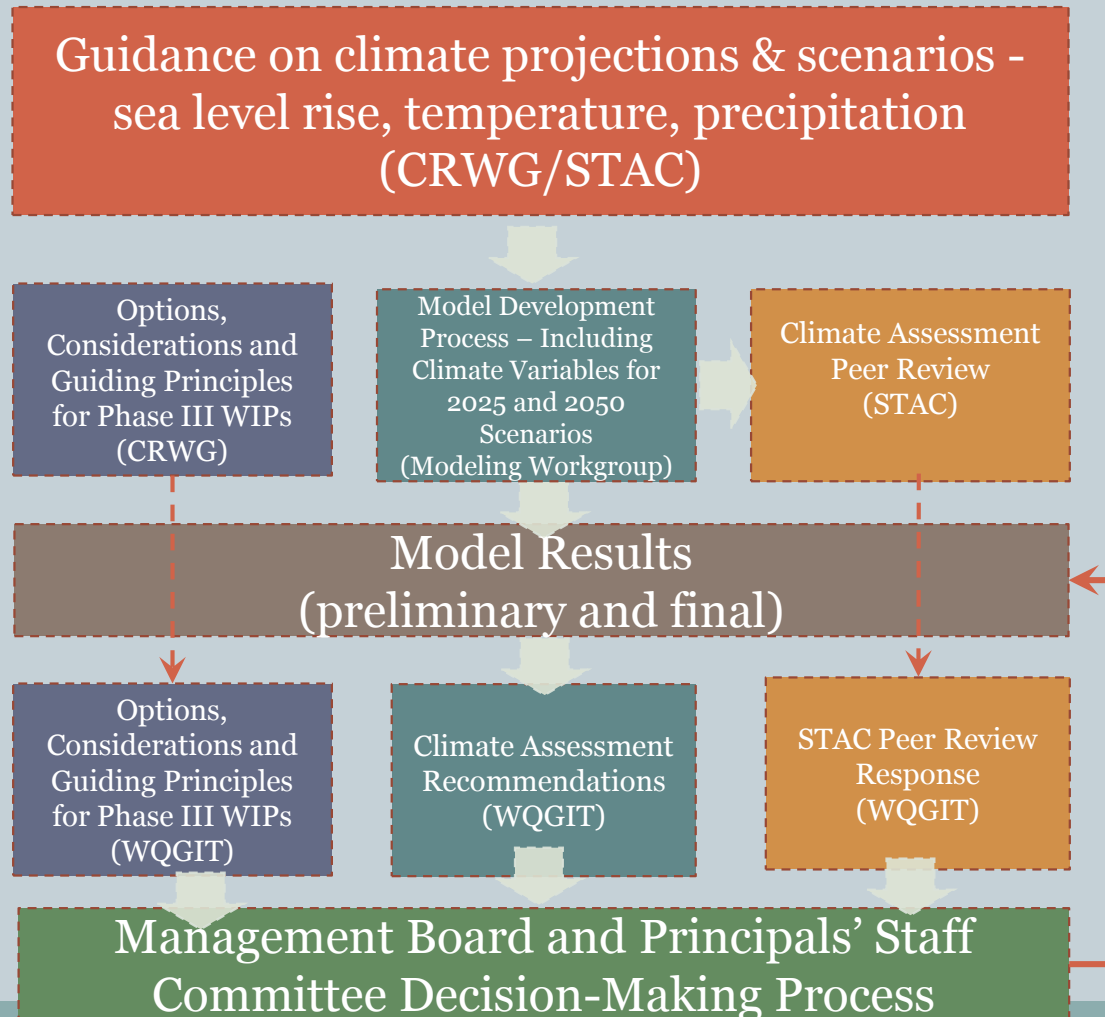 Guidance on climate projections & scenarios -
sea level rise, temperature, precipitation
(CRWG/STAC)
Options,
Considerations and
Guiding Principles
for Phase III WIPs
(CRWG)
Model Development
Process – Including
Climate Variables for
2025 and 2050
Scenarios
(Modeling Workgroup)
Climate Assessment
Peer Review
(STAC)
Model Results
(preliminary and final)
Options,
Considerations and
Guiding Principles
for Phase III WIPs
(WQGIT)
Climate Assessment
Recommendations
(WQGIT)
STAC Peer Review
Response
(WQGIT)
Management Board and Principals’ Staff
Committee Decision-Making Process